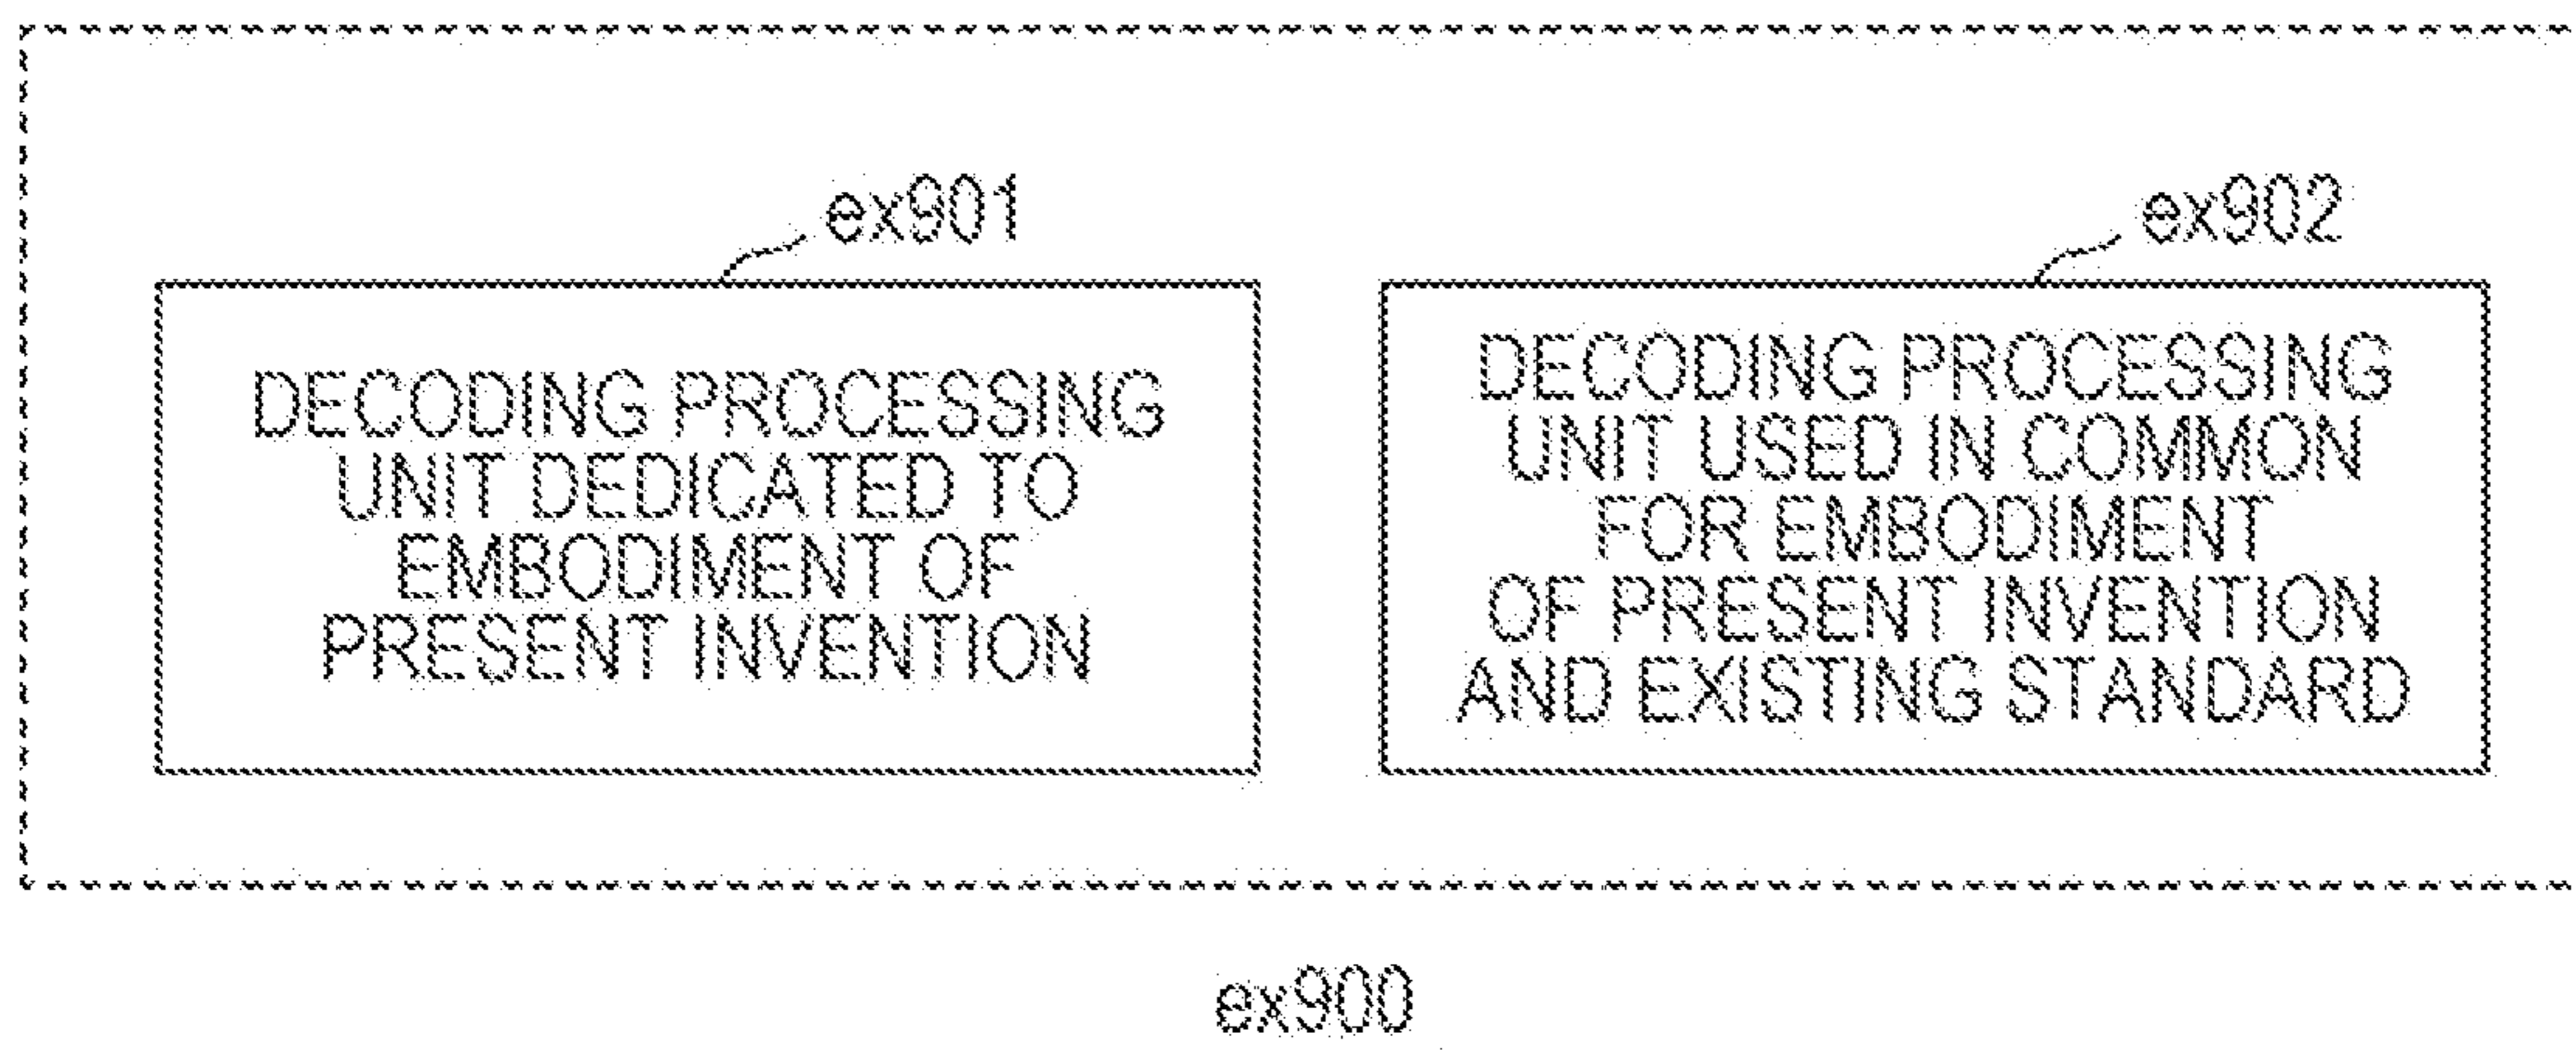 ex901
DECODING PROCESSING
UNIT DEDICATED TO
EMBODIMENT OF
PRESENT INVENTION
ex902
DECODING PROCESSING
UNIT USED IN COMMON
FOR EMBODIMENT
OF PRESENT INVENTION
AND EXISTING STANDARD
ex900